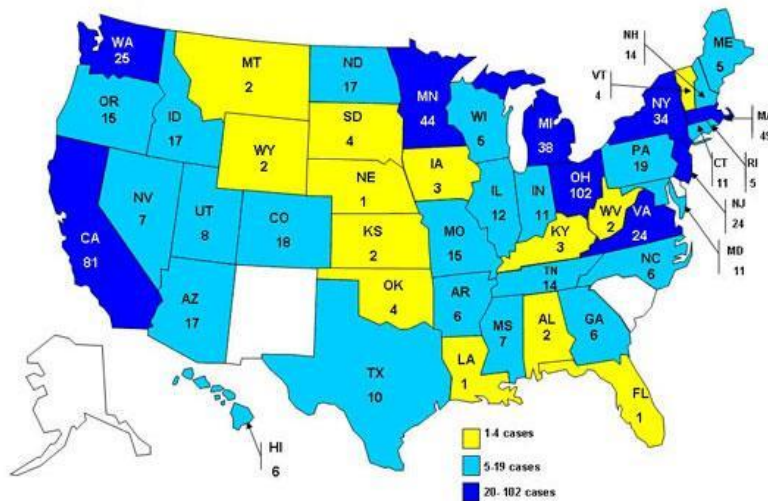 WA
25
MT
2
ND
17
MN
44
NH
14
ME
5
VT
4
OR
15
ID
17
SD
4
WI
5
MI
38
NY
34
MA
49
WY
2
IA
3
PA
19
CT
11
RI
5
NE
1
NV
7
UT
8
CO
18
IL
12
IN
11
OH
102
WV
2
VA
24
NJ
24
CA
81
KS
2
MO
15
KY
3
MD
11
NC
6
TN
14
AZ
17
OK
4
AR
6
MS
7
AL
2
GA
6
TX
10
LA
1
FL
1
HI
6
1-4 cases
5-19 cases
20-102 cases